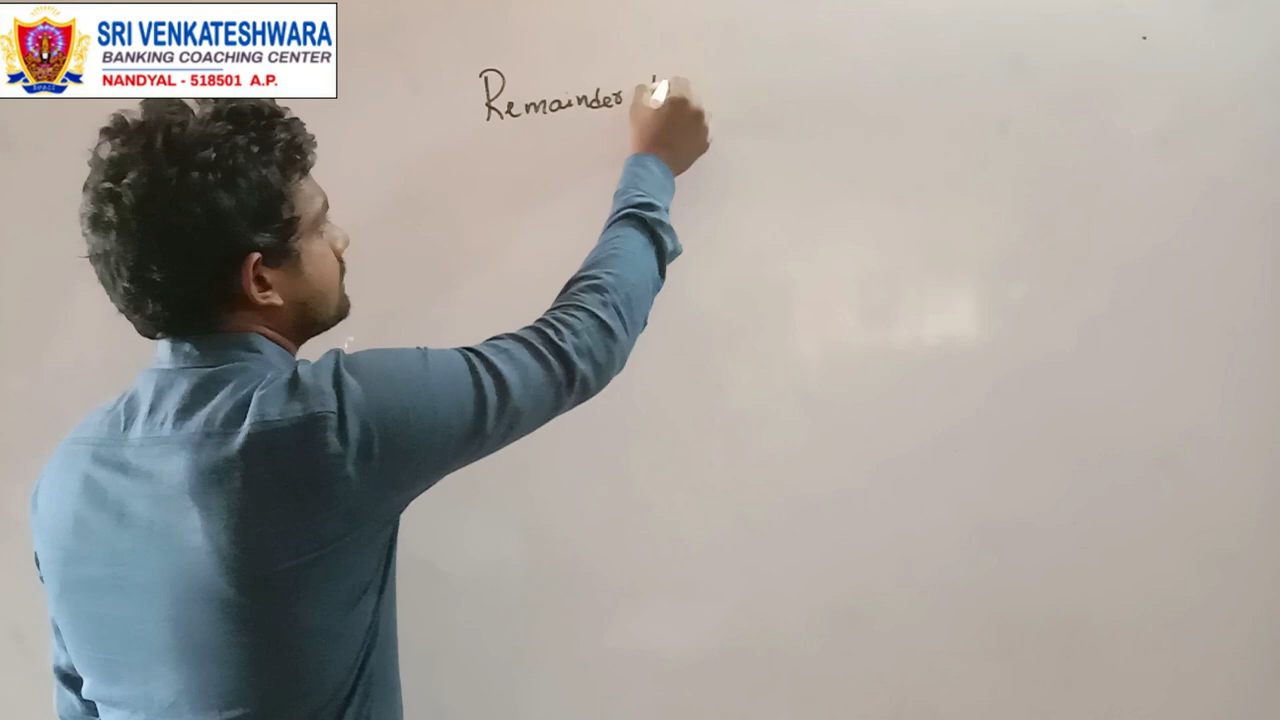 SRI VENKATESHWARA
BANKING COACHING CENTER
NANDYAL - 518501 A.P.
Remainder